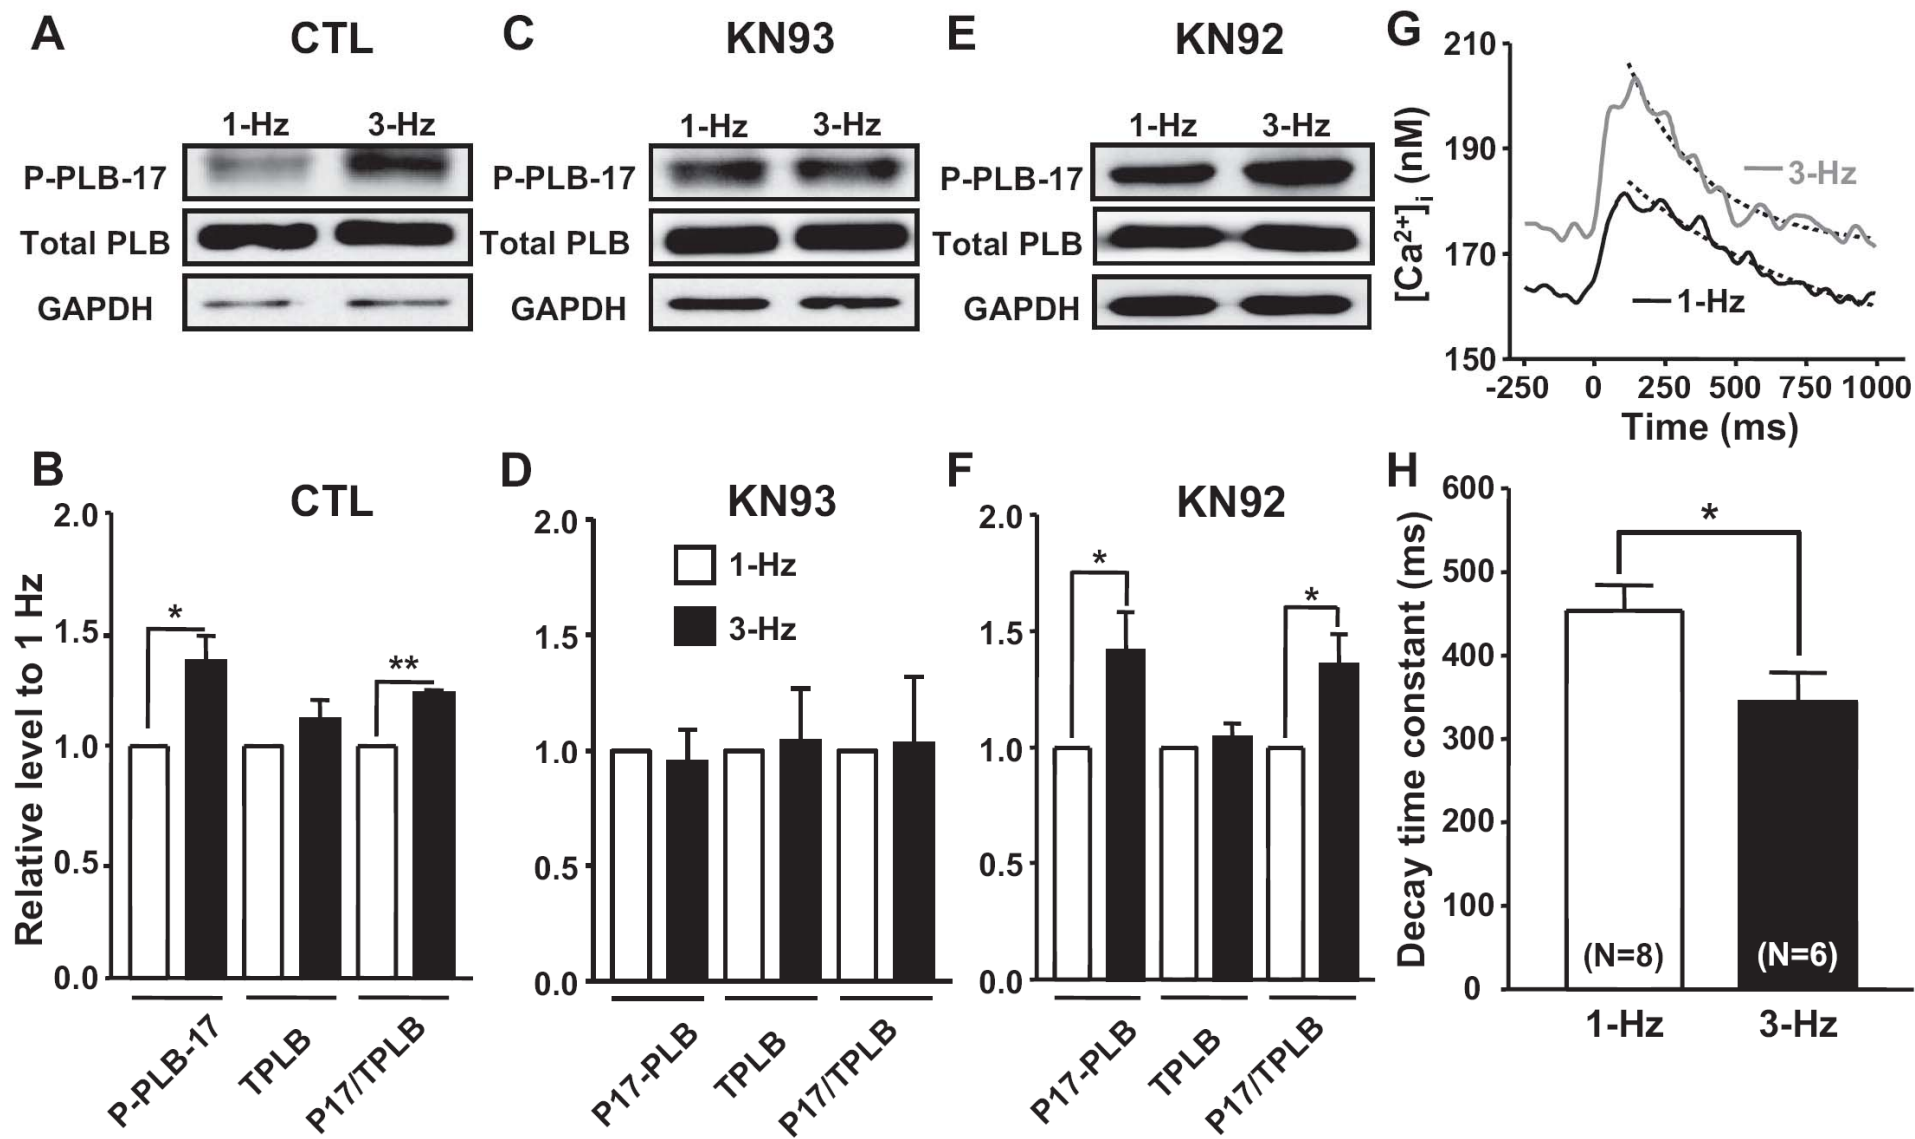 A
CTL
1-Hz 3-Hz
P-PLB-17
Total PLB
GAPDH
C
KN93
1-Hz 3-Hz
P-PLB-17
Total PLB
GAPDH
E
KN92
1-Hz 3-Hz
P-PLB-17
Total PLB
GAPDH
G
[Ca2+]i (nM)
210
190
170
150
3-Hz
1-Hz
-250 0 250 500 750 1000
Time (ms)
B
CTL
Relative level to 1 Hz
2.0
1.5
1.0
0.5
0.0
*
**
P-PLB-17
TPLB
P17/TPLB
D
KN93
2.0
1.5
1.0
0.5
0.0
1-Hz
3-Hz
P17-PLB
TPLB
P17/TPLB
F
KN92
2.0
1.5
1.0
0.5
0.0
*
*
P17-PLB
TPLB
P17/TPLB
H
Decay time constant (ms)
600
500
400
300
200
100
0
*
(N=8) (N=6)
1-Hz 3-Hz